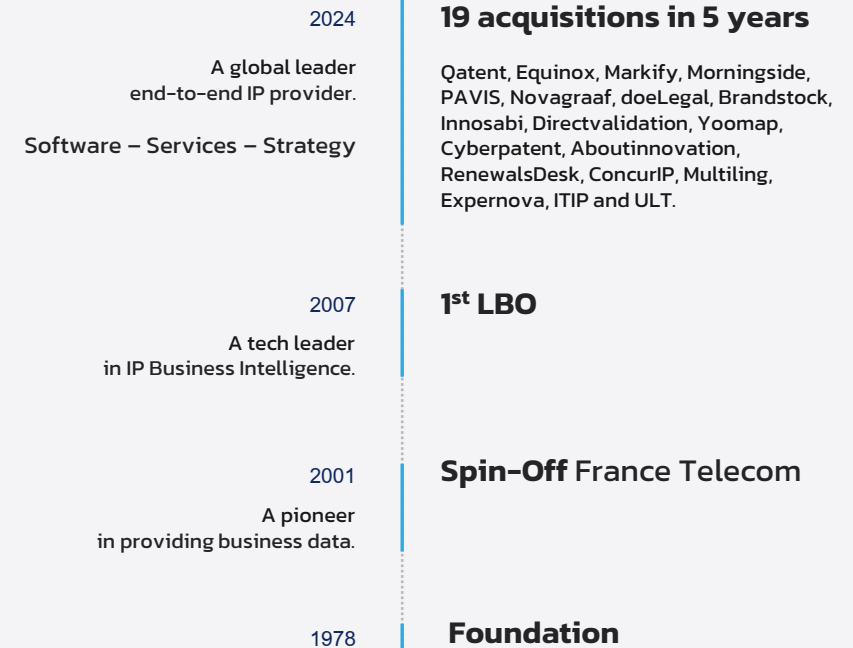 2024
19 acquisitions in 5 years
A global leader
end-to-end IP provider.
Software – Services – Strategy
Qatent, Equinox, Markify, Morningside,
PAVIS, Novagraaf, doeLegal, Brandstock,
Innosabi, Directvalidation, Yoomap,
Cyberpatent, Aboutinnovation,
RenewalsDesk, ConcurIP, Multiling,
Expernova, ITIP and ULT.
2007
1st LBO
A tech leader
in IP Business Intelligence.
2001
Spin-Off France Telecom
A pioneer
in providing business data.
1978
Foundation